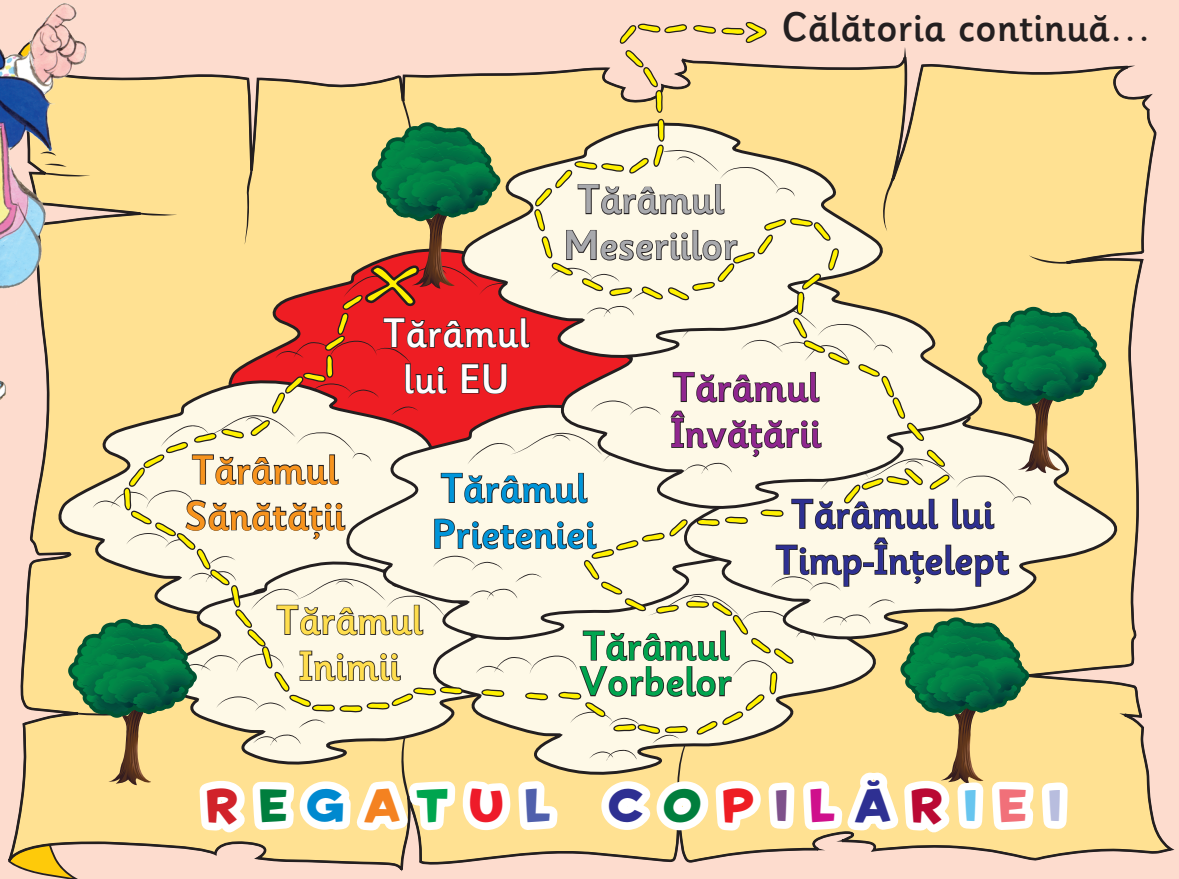 Călătoria continuă...
Tărâmul
Meseriilor
Tărâmul
lui EU
Tărâmul
Învățării
Tărâmul
Sănătății
Tărâmul
Prieteniei
Tărâmul lui
Timp-Înțelept
Tărâmul
Inimii
Tărâmul
Vorbelor
REGATUL COPILĂRIEI